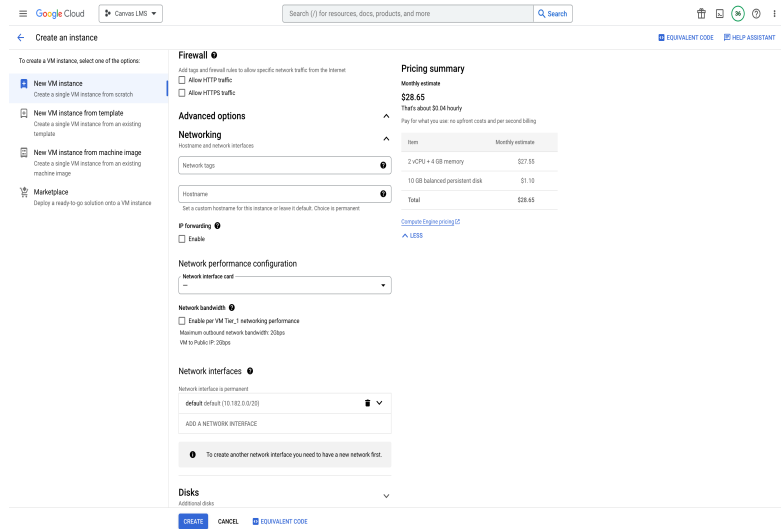 Google Cloud
Canvas LMS
Search (/) for resources, docs, products, and more
Search
36
Create an instance
EQUIVALENT CODE
HELP ASSISTANT
To create a VM instance, select one of the options:
New VM instance
Create a single VM instance from scratch
New VM instance from template
Create a single VM instance from an existing
template
New VM instance from machine image
Create a single VM instance from an existing
machine image
Marketplace
Deploy a ready-to-go solution onto a VM instance
Firewall
Add tags and firewall rules to allow specific network traffic from the Internet
Allow HTTP traffic
Allow HTTPS traffic
Advanced options
Networking
Hostname and network interfaces
Network tags
Hostname
Set a custom hostname for this instance or leave it default. Choice is permanent
IP forwarding
Enable
Network performance configuration
Network interface card
—
Network bandwidth
Enable per VM Tier_1 networking performance
Maximum outbound network bandwidth: 2Gbps
VM to Public IP: 2Gbps
Network interfaces
Network interface is permanent
default default (10.182.0.0/20)
ADD A NETWORK INTERFACE
To create another network interface you need to have a new network first.
Disks
Additional disks
CREATE
CANCEL
EQUIVALENT CODE
Pricing summary
Monthly estimate
$28.65
That's about $0.04 hourly
Pay for what you use: no upfront costs and per second billing
Item Monthly estimate
2 vCPU + 4 GB memory $27.55
10 GB balanced persistent disk $1.10
Total $28.65
Compute Engine pricing
LESS